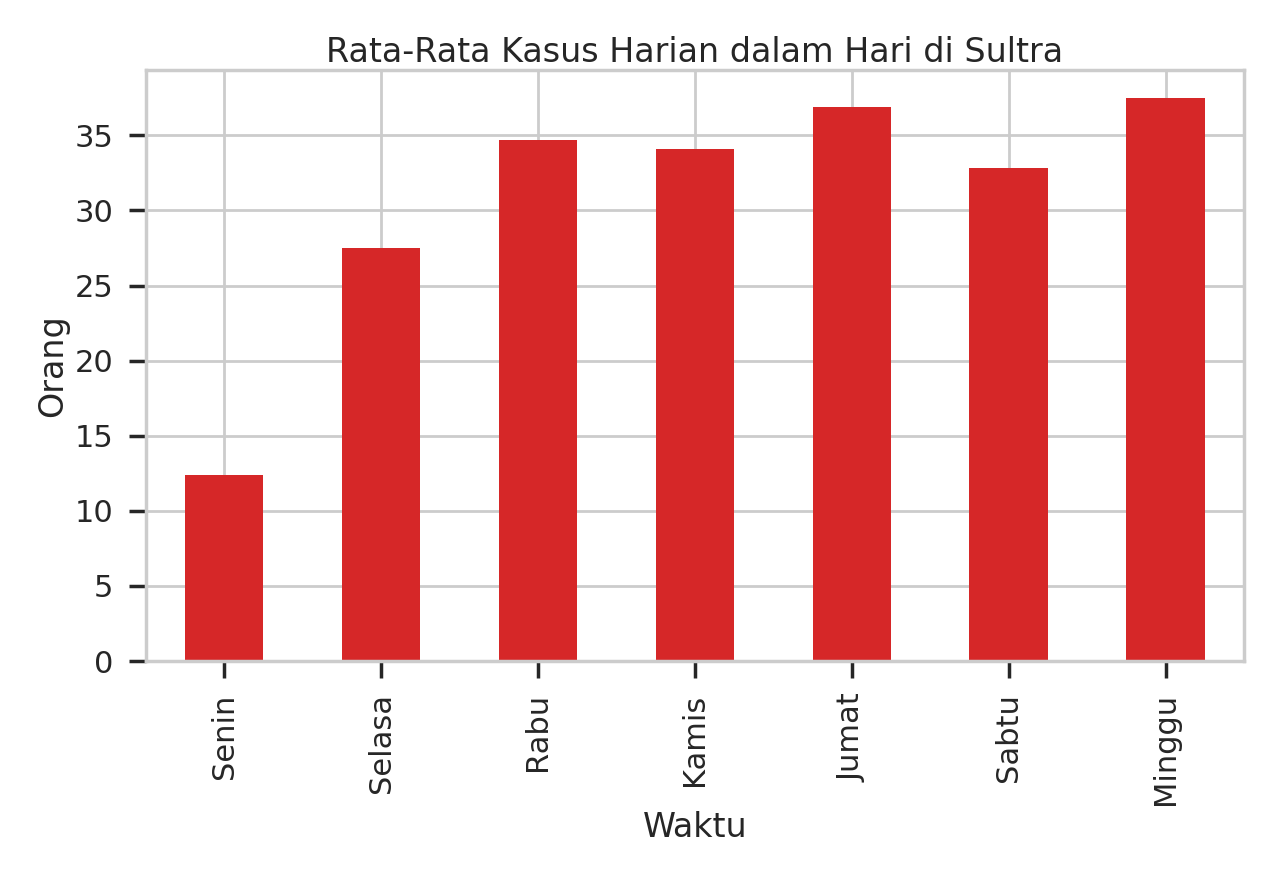 Rata-Rata Kasus Harian dalam Hari di Sultra
Orang
35
30
25
20
15
10
5
0
Senin
Selasa
Rabu
Kamis
Jumat
Sabtu
Minggu
Waktu